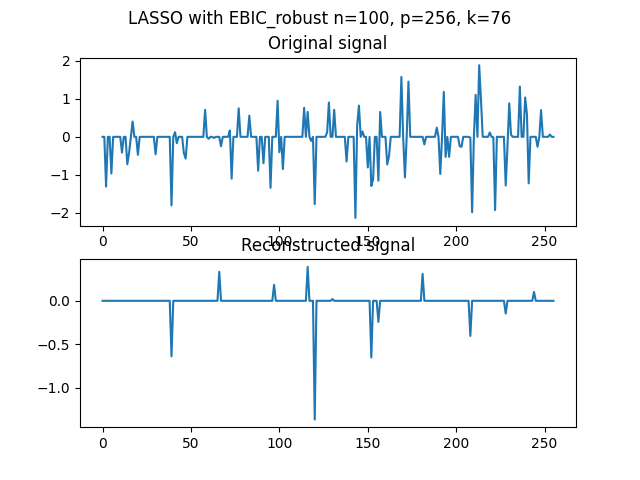 LASSO with EBIC_robust n=100, p=256, k=76
Original signal
2
1
0
−1
−2
0 50 100 150 200 250
Reconstructed signal
0.0
−0.5
−1.0
0 50 100 150 200 250